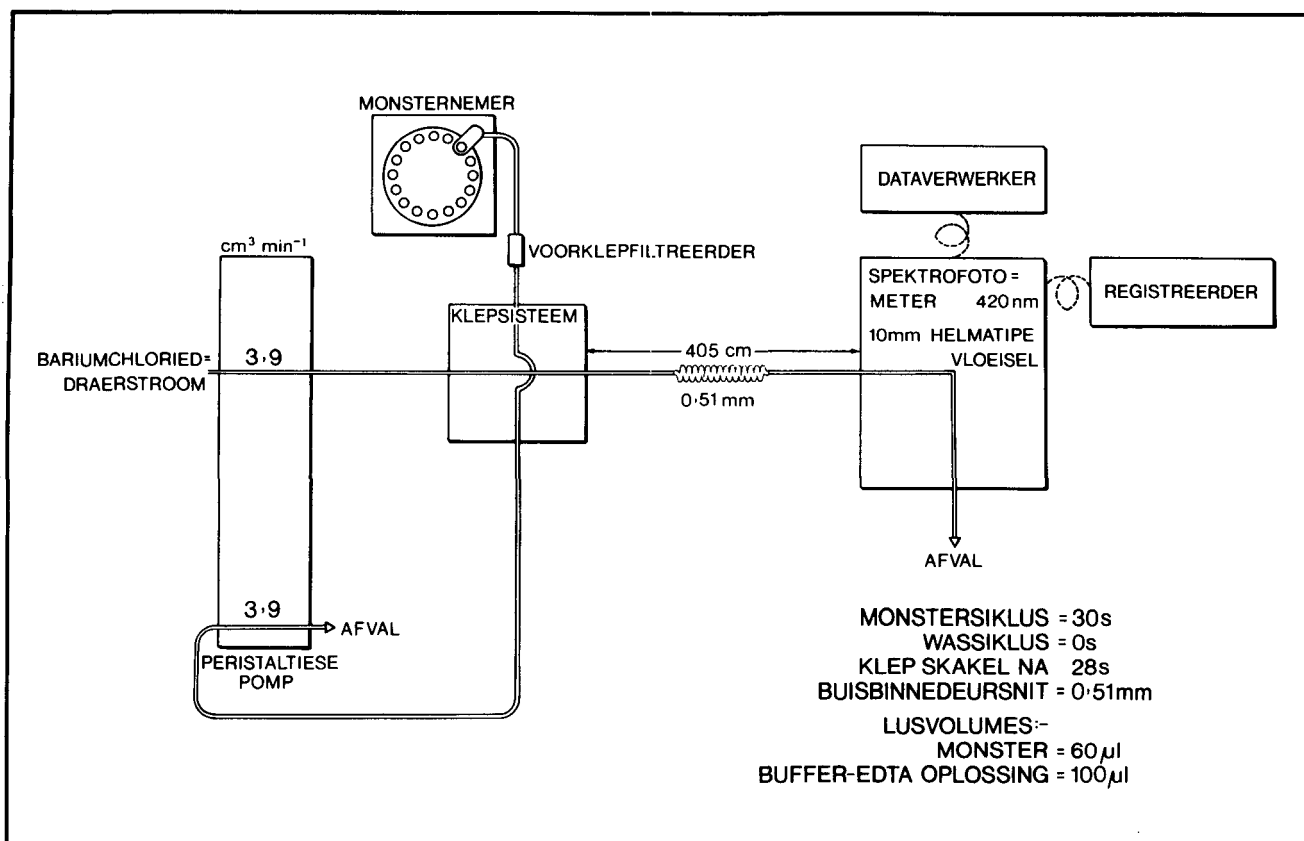 MONSTERNEMER
cm³ min⁻¹
VOORKLEPFILTREERDER
KLEPSISTEEM
BARIUMCHLORIED=
DRAERSTROOM
3,9
405 cm
0,51 mm
DATAVERWERKER
SPEKTROFOTO=
METER 420 nm
10mm HELMATIPE
VLOEISEL
REGISTREERDER
AFVAL
3,9
AFVAL
PERISTALTIESE
POMP
MONSTERSIKLUS = 30s
WASSIKLUS = 0s
KLEP SKAKEL NA 28s
BUISBINNEDEURSNIT = 0,51mm
LUSVOLUMES:-
MONSTER = 60µl
BUFFER-EDTA OPLOSSING = 100µl